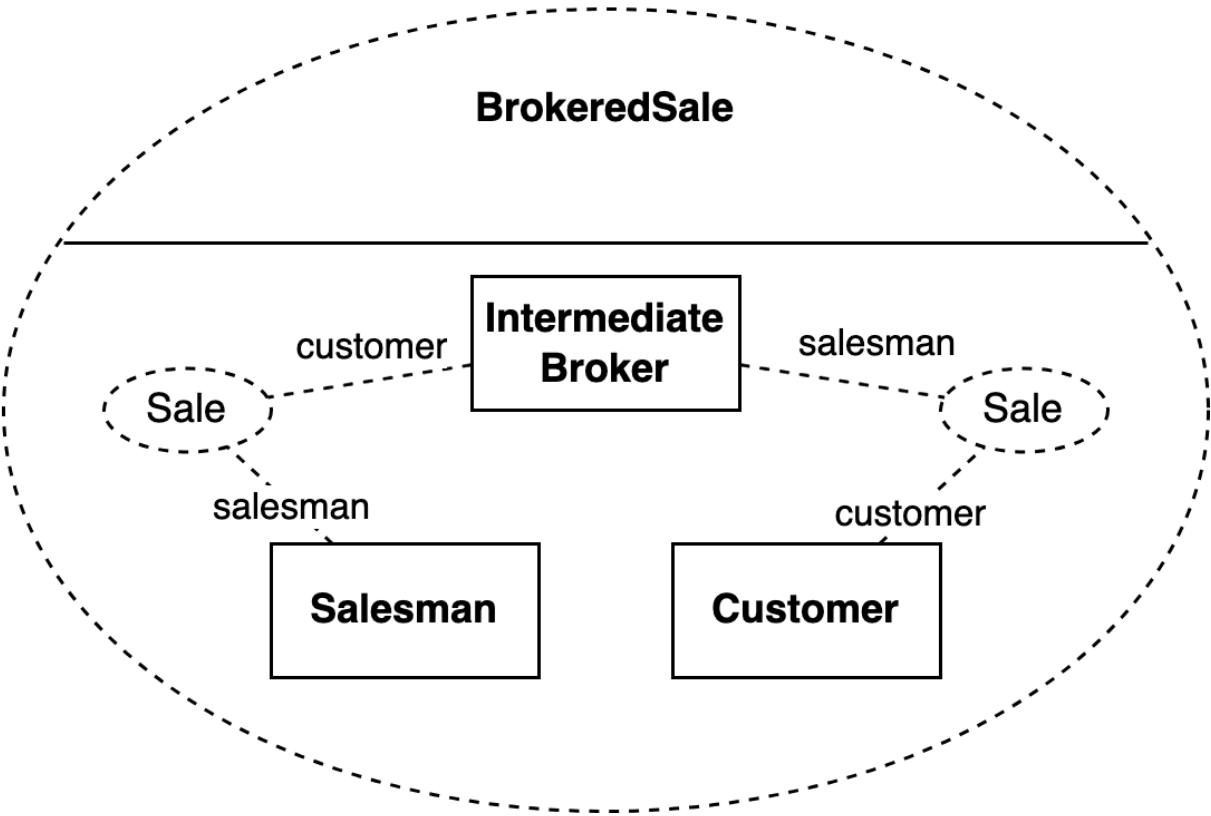 BrokeredSale
Intermediate
Broker
customer
salesman
Sale
Sale
salesman
customer
Salesman
Customer